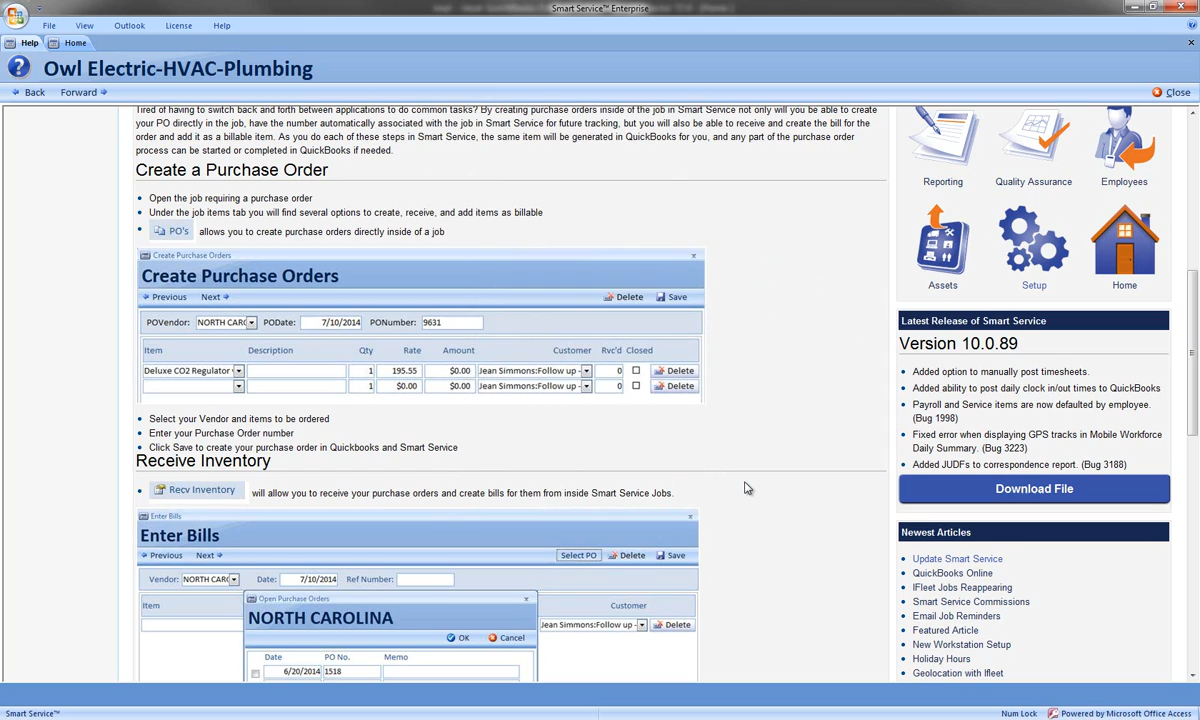 Smart Service™ Enterprise
File View Outlook License Help
Help Home
Owl Electric-HVAC-Plumbing
Back Forward Close
Tired of having to switch back and forth between applications to do common tasks? By creating purchase orders inside of the job in Smart Service not only will you be able to create
your PO directly in the job, have the number automatically associated with the job in Smart Service for future tracking, but you will also be able to receive and create the bill for the
order and add it as a billable item. As you do each of these steps in Smart Service, the same item will be generated in QuickBooks for you, and any part of the purchase order
process can be started or completed in QuickBooks if needed.
Create a Purchase Order
Open the job requiring a purchase order
Under the job items tab you will find several options to create, receive, and add items as billable
PO's allows you to create purchase orders directly inside of a job
Create Purchase Orders
Create Purchase Orders
Previous Next Delete Save
POVendor: NORTH CAR PODate: 7/10/2014 PONumber: 9631
Item Description Qty Rate Amount Customer Rvc'd Closed
Deluxe CO2 Regulator 1 195.55 $0.00 Jean Simmons:Follow up - 0 Delete
1 $0.00 $0.00 Jean Simmons:Follow up - 0 Delete
Select your Vendor and items to be ordered
Enter your Purchase Order number
Click Save to create your purchase order in Quickbooks and Smart Service
Receive Inventory
Recv Inventory will allow you to receive your purchase orders and create bills for them from inside Smart Service Jobs.
Enter Bills
Enter Bills
Previous Next Select PO Delete Save
Vendor: NORTH CAR Date: 7/10/2014 Ref Number:
Item Customer
Jean Simmons:Follow up - Delete
Open Purchase Orders
NORTH CAROLINA
OK Cancel
Date PO No. Memo
6/20/2014 1518
Reporting Quality Assurance Employees
Assets Setup Home
Latest Release of Smart Service
Version 10.0.89
Added option to manually post timesheets.
Added ability to post daily clock in/out times to QuickBooks
Payroll and Service items are now defaulted by employee.
(Bug 1998)
Fixed error when displaying GPS tracks in Mobile Workforce
Daily Summary. (Bug 3223)
Added JUDFs to correspondence report. (Bug 3188)
Download File
Newest Articles
Update Smart Service
QuickBooks Online
IFleet Jobs Reappearing
Smart Service Commissions
Email Job Reminders
Featured Article
New Workstation Setup
Holiday Hours
Geolocation with Ifleet
Smart Service™ Num Lock Powered by Microsoft Office Access